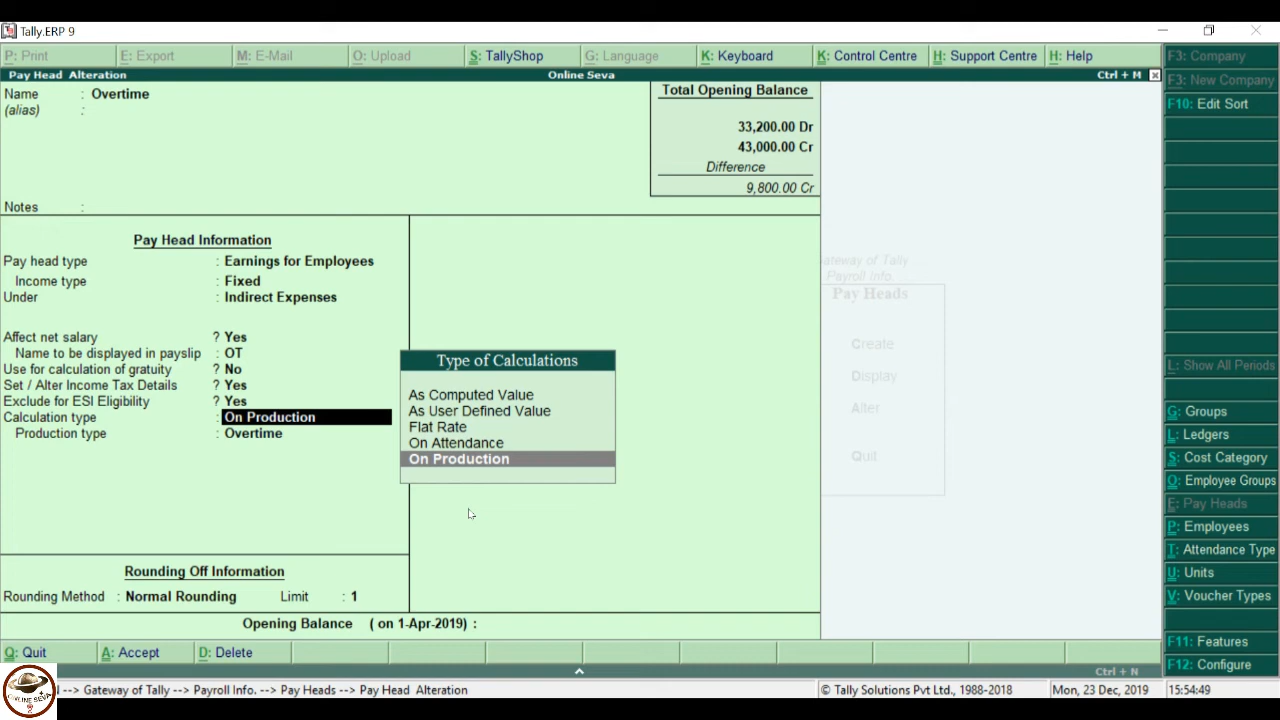 Tally.ERP 9
P: Print E: Export M: E-Mail O: Upload S: TallyShop G: Language K: Keyboard K: Control Centre H: Support Centre H: Help
Pay Head Alteration Online Seva Ctrl + M
Name : Overtime
(alias) :
Total Opening Balance
33,200.00 Dr
43,000.00 Cr
Difference
9,800.00 Cr
Notes :
Pay Head Information
Pay head type : Earnings for Employees
Income type : Fixed
Under : Indirect Expenses
Affect net salary ? Yes
Name to be displayed in payslip : OT
Use for calculation of gratuity ? No
Set / Alter Income Tax Details ? Yes
Exclude for ESI Eligibility ? Yes
Calculation type : On Production
Production type : Overtime
Type of Calculations
As Computed Value
As User Defined Value
Flat Rate
On Attendance
On Production
Gateway of Tally
Payroll Info.
Pay Heads
Create
Display
Alter
Quit
Rounding Off Information
Rounding Method : Normal Rounding Limit : 1
Opening Balance ( on 1-Apr-2019) :
F3: Company
F3: New Company
F10: Edit Sort
L: Show All Periods
G: Groups
L: Ledgers
S: Cost Category
O: Employee Groups
E: Pay Heads
P: Employees
T: Attendance Type
U: Units
V: Voucher Types
F11: Features
F12: Configure
Q: Quit A: Accept D: Delete
Ctrl + N
--> Gateway of Tally --> Payroll Info. --> Pay Heads --> Pay Head Alteration © Tally Solutions Pvt Ltd., 1988-2018 Mon, 23 Dec, 2019 15:54:49
ONLINE SEVA